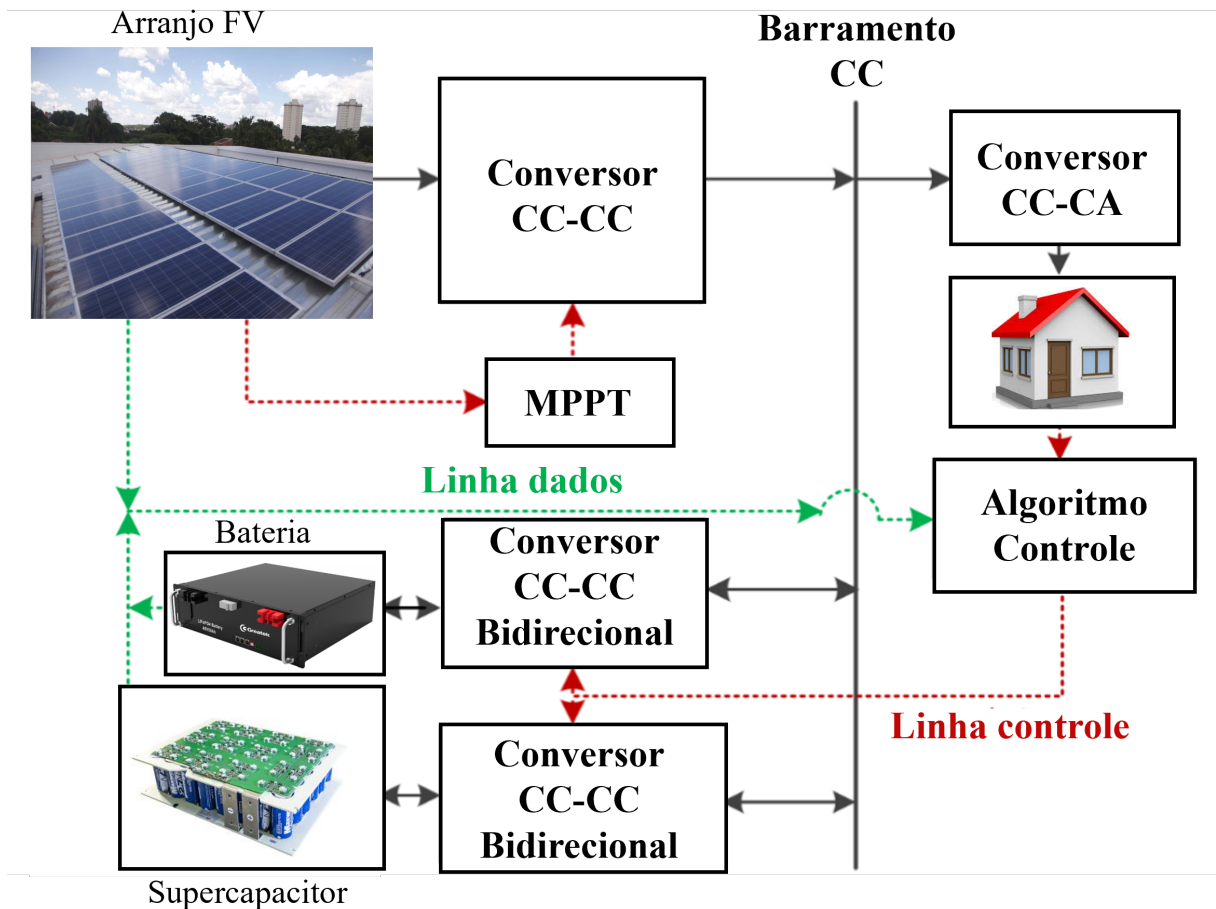 Arranjo FV
Barramento
CC
Conversor
CC-CC
Conversor
CC-CA
MPPT
Linha dados
Algoritmo
Controle
Bateria
Conversor
CC-CC
Bidirecional
Greatek
Linha controle
Conversor
CC-CC
Bidirecional
Supercapacitor